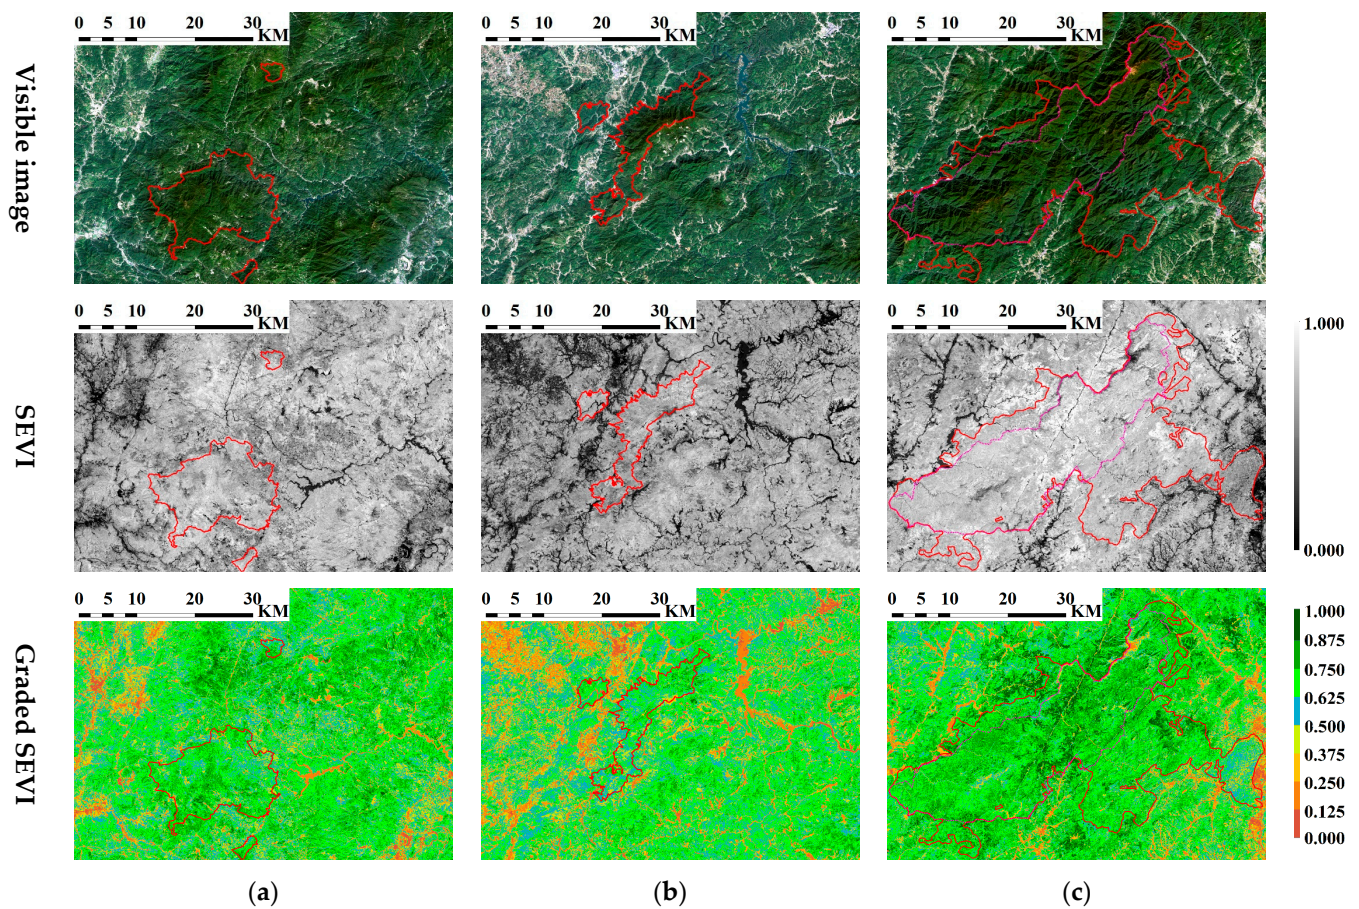 0 5 10 20 30 KM
0 5 10 20 30 KM
0 5 10 20 30 KM
Visible image
0 5 10 20 30 KM
0 5 10 20 30 KM
0 5 10 20 30 KM
SEVI
1.000
0.000
0 5 10 20 30 KM
0 5 10 20 30 KM
0 5 10 20 30 KM
Graded SEVI
1.000
0.875
0.750
0.625
0.500
0.375
0.250
0.125
0.000
(a)
(b)
(c)